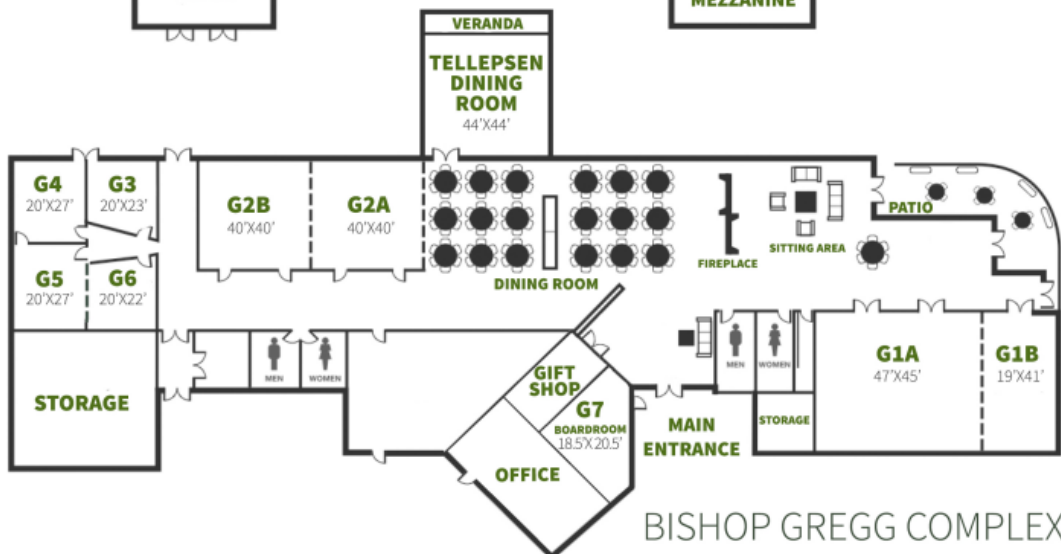 MEZZANINE
VERANDA
TELLEPSEN
DINING
ROOM
44'X44'
G4
20'X27'
G3
20'X23'
G2B
40'X40'
G2A
40'X40'
PATIO
SITTING AREA
FIREPLACE
G5
20'X27'
G6
20'X22'
DINING ROOM
MEN
WOMEN
MEN
WOMEN
G1A
47'X45'
G1B
19'X41'
STORAGE
GIFT
SHOP
G7
BOARDROOM
18.5'X20.5'
STORAGE
MAIN
ENTRANCE
OFFICE
BISHOP GREGG COMPLEX